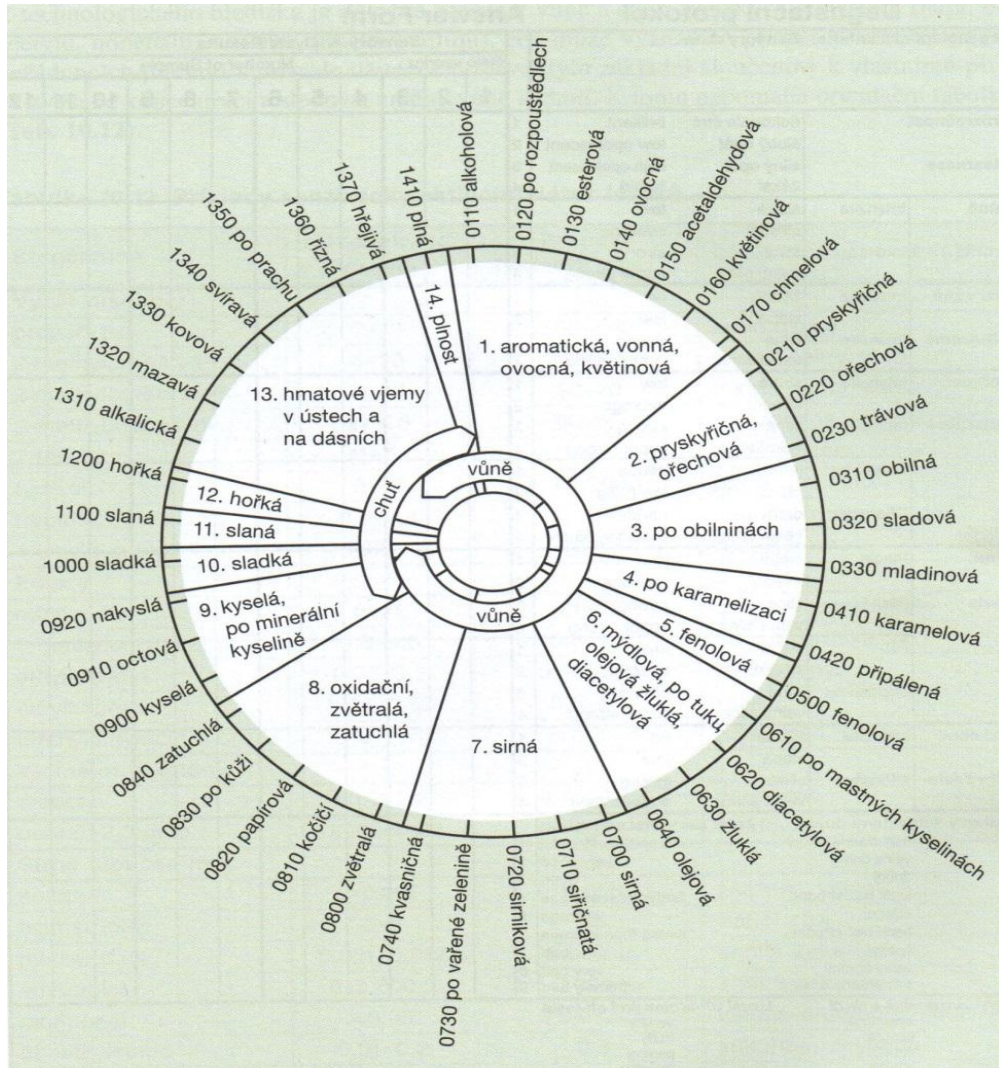 0110 alkoholová
0120 po rozpouštědlech
0130 esterová
0140 ovocná
0150 acetaldehydová
0160 květinová
0170 chmelová
0210 pryskyřičná
0220 ořechová
0230 trávová
0310 obilná
0320 sladová
0330 mladinová
0410 karamelová
0420 připálená
0500 fenolová
0610 po mastných kyselinách
0620 diacetylová
0630 žluklá
0640 olejová
0700 sirná
0710 siřičnatá
0720 sirniková
0730 po vařené zelenině
0740 kvasničná
0800 zvětralá
0810 kočičí
0820 papírová
0830 po kůži
0840 zatuchlá
0900 kyselá
0910 octová
0920 nakyslá
1000 sladká
1100 slaná
1200 hořká
1310 alkalická
1320 mazavá
1330 kovová
1340 svíravá
1350 po prachu
1360 řízná
1370 hřejivá
1410 plná
1. aromatická, vonná,
ovocná, květinová
2. pryskyřičná,
ořechová
3. po obilninách
4. po karamelizaci
5. fenolová
6. mýdlová, po tuku,
olejová žluklá,
diacetylová
7. sirná
8. oxidační,
zvětralá,
zatuchlá
9. kyselá,
po minerální
kyselině
10. sladká
11. slaná
12. hořká
13. hmatové vjemy
v ústech a
na dásních
14. plnost
vůně
chuť
vůně